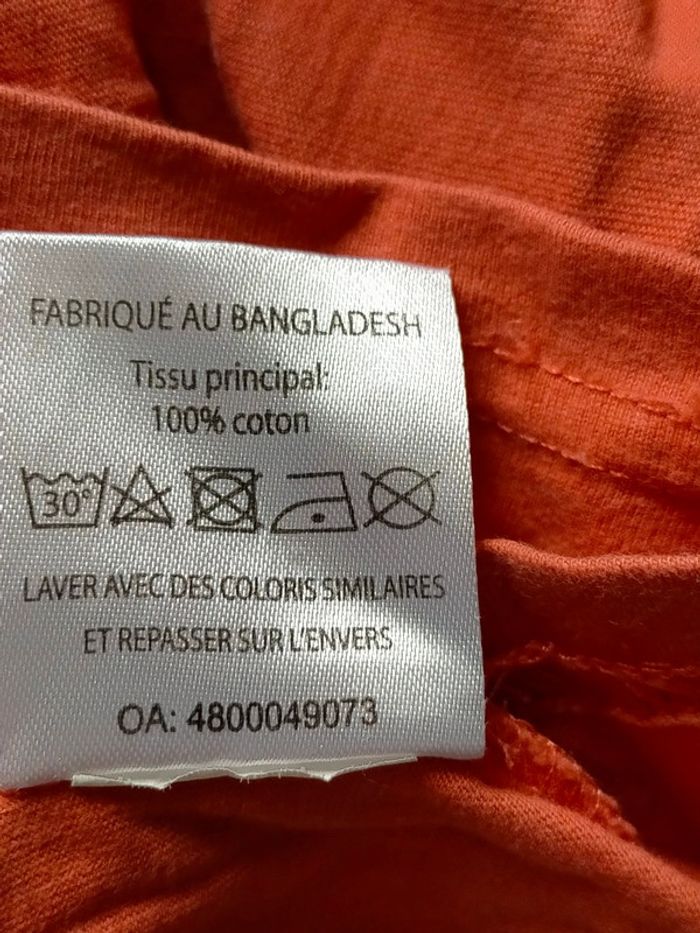 FABRIQUÉ AU BANGLADESH
Tissu principal:
100% coton
30°
LAVER AVEC DES COLORIS SIMILAIRES
ET REPASSER SUR L'ENVERS
OA: 4800049073